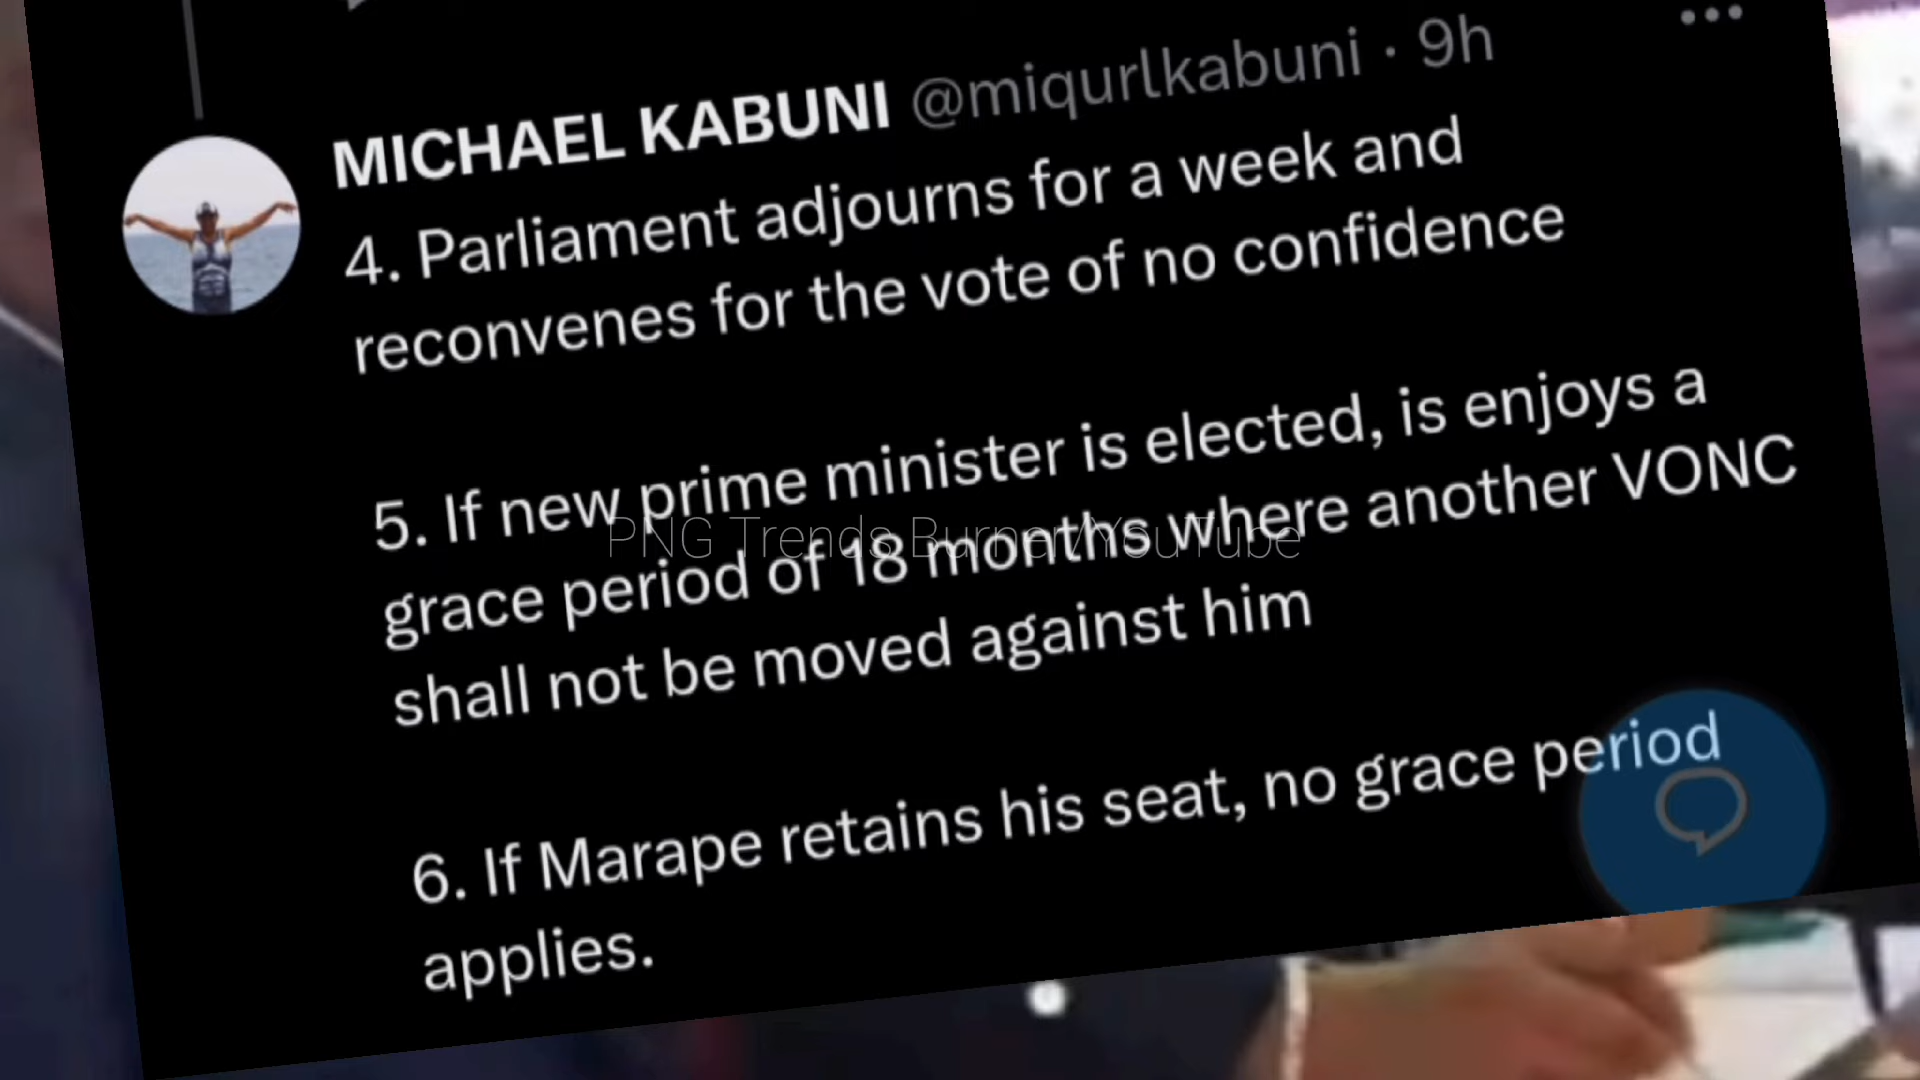 MICHAEL KABUNI @miqurlkabuni · 9h
4. Parliament adjourns for a week and
reconvenes for the vote of no confidence
5. If new prime minister is elected, is enjoys a
grace period of 18 months where another VONC
shall not be moved against him
PNG Trends Burner/YouTube
6. If Marape retains his seat, no grace period
applies.